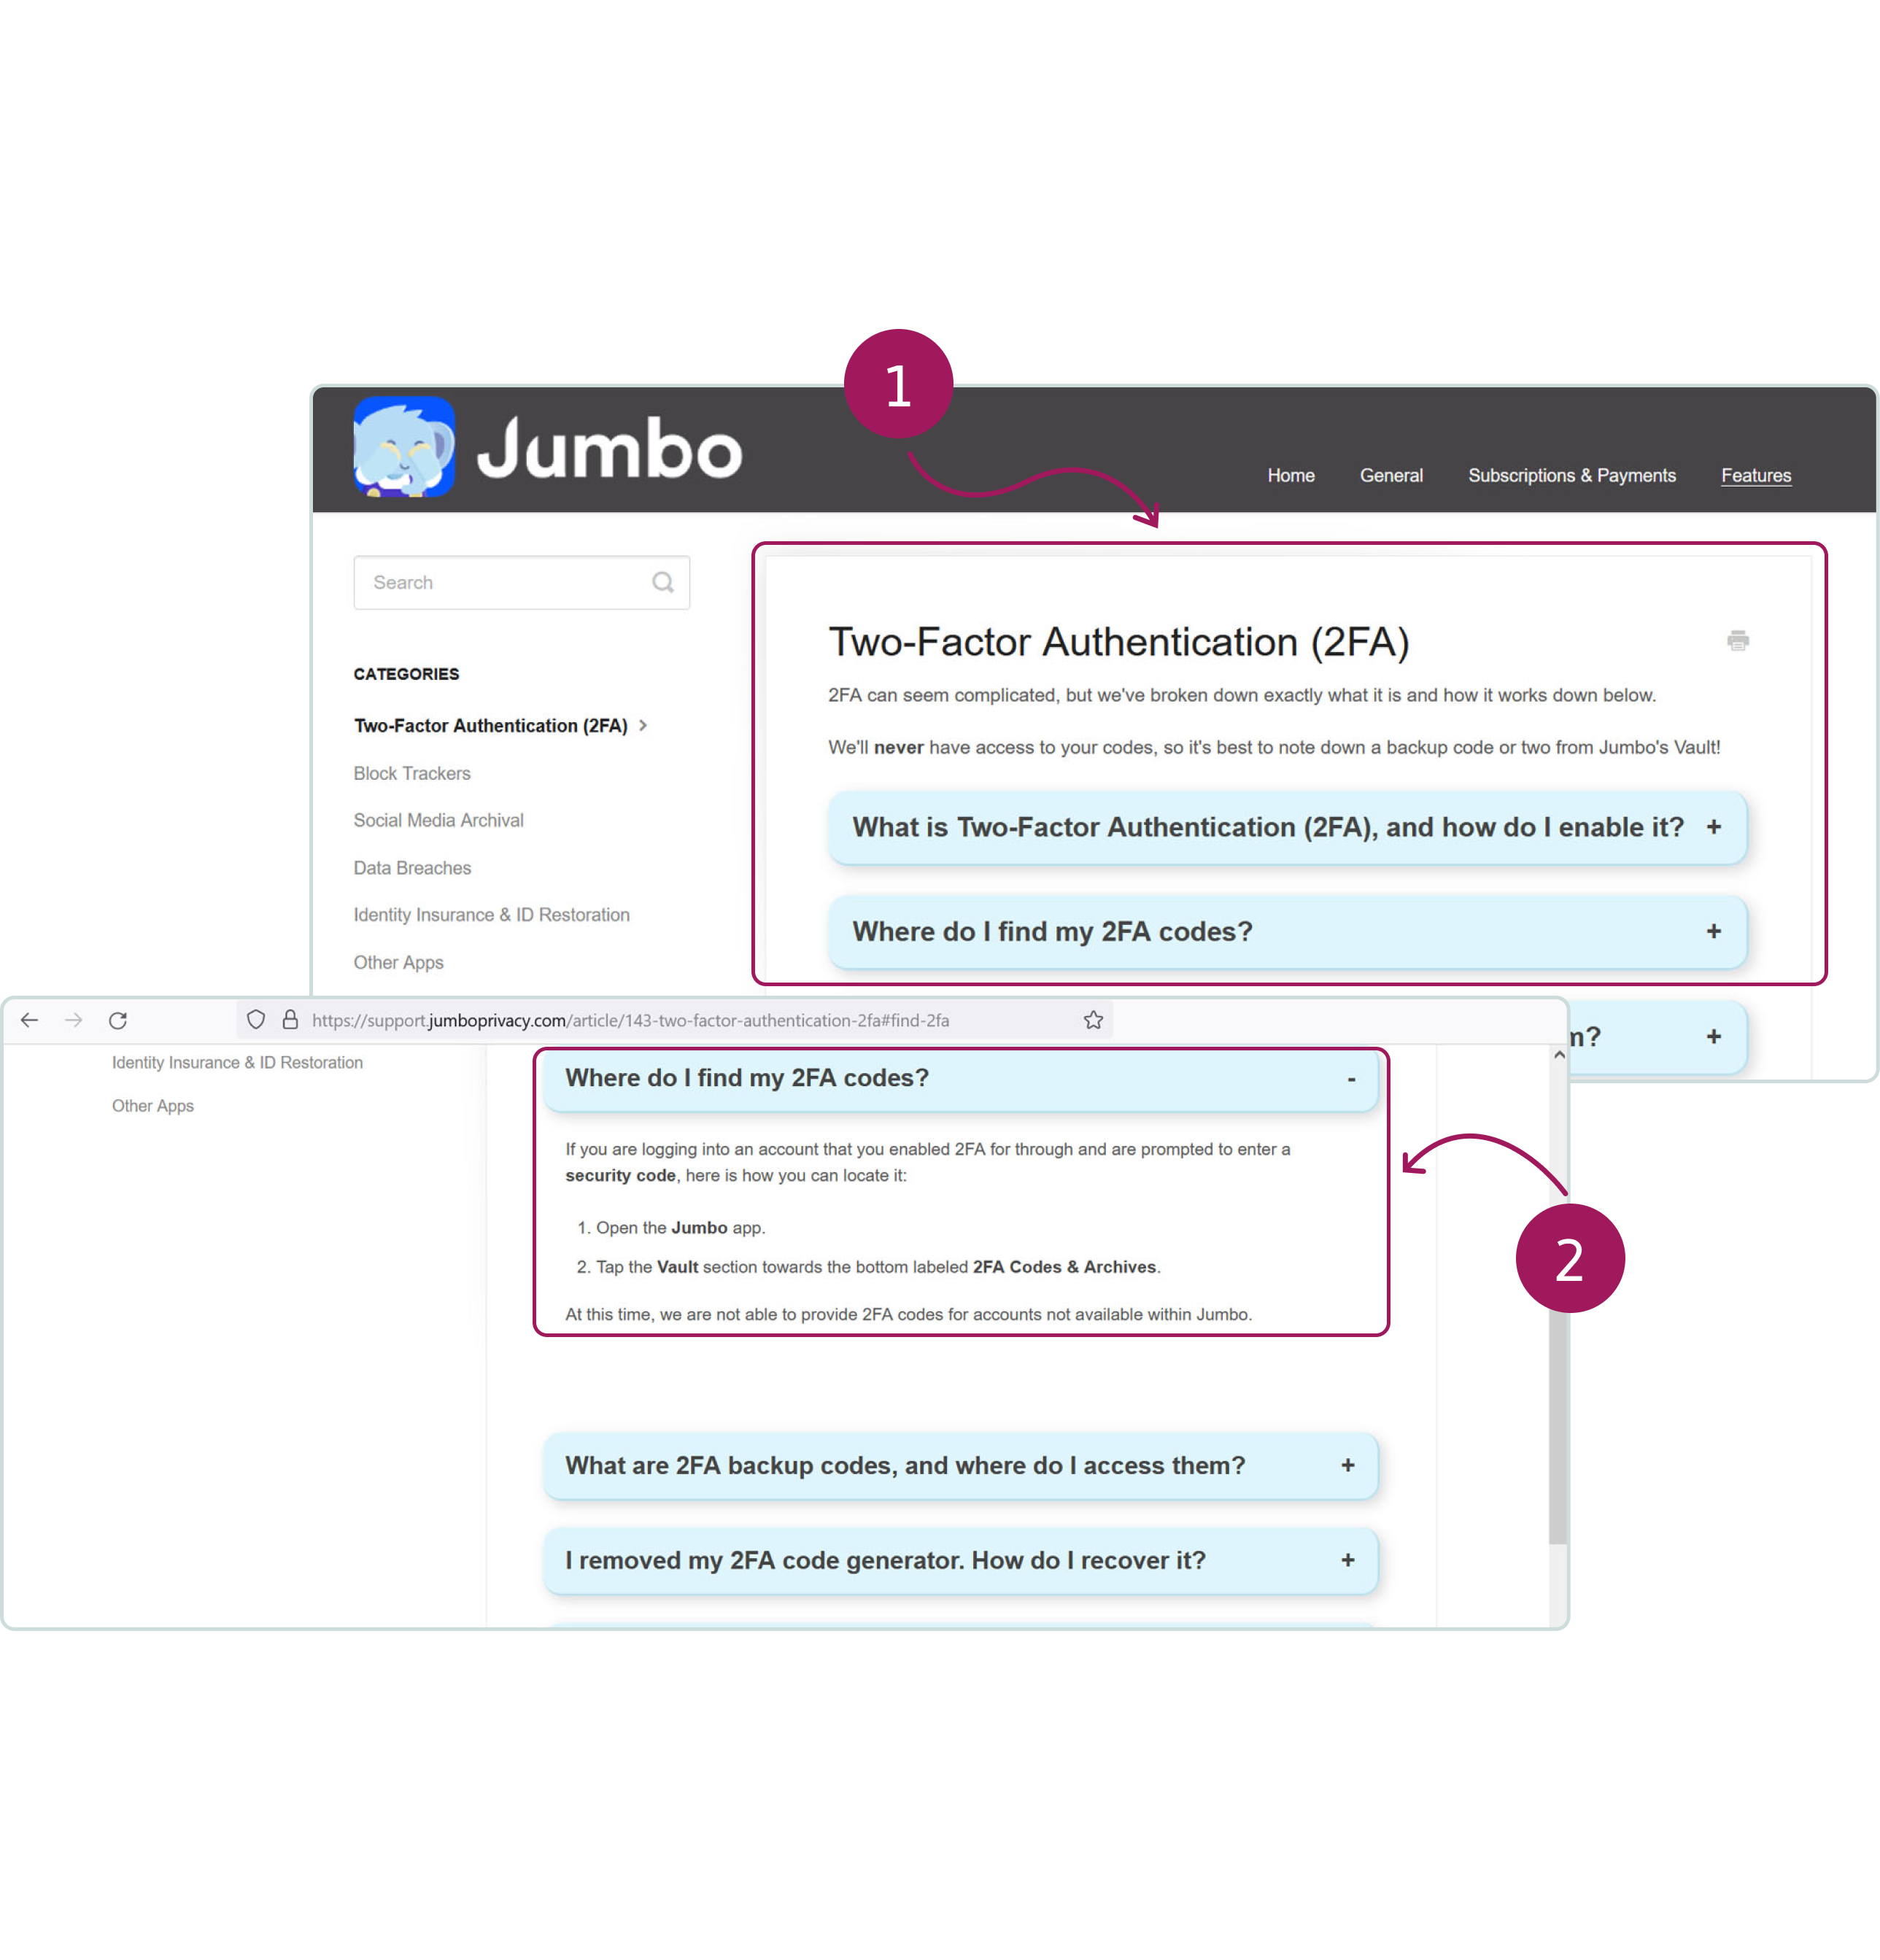 1
Jumbo
Home General Subscriptions & Payments Features
Search
CATEGORIES
Two-Factor Authentication (2FA)
Block Trackers
Social Media Archival
Data Breaches
Identity Insurance & ID Restoration
Other Apps
Two-Factor Authentication (2FA)
2FA can seem complicated, but we've broken down exactly what it is and how it works down below.
We'll never have access to your codes, so it's best to note down a backup code or two from Jumbo's Vault!
What is Two-Factor Authentication (2FA), and how do I enable it? +
Where do I find my 2FA codes? +
m? +
https://support.jumboprivacy.com/article/143-two-factor-authentication-2fa#find-2fa
Identity Insurance & ID Restoration
Other Apps
Where do I find my 2FA codes? -
If you are logging into an account that you enabled 2FA for through and are prompted to enter a
security code, here is how you can locate it:
1. Open the Jumbo app.
2. Tap the Vault section towards the bottom labeled 2FA Codes & Archives.
At this time, we are not able to provide 2FA codes for accounts not available within Jumbo.
2
What are 2FA backup codes, and where do I access them? +
I removed my 2FA code generator. How do I recover it? +